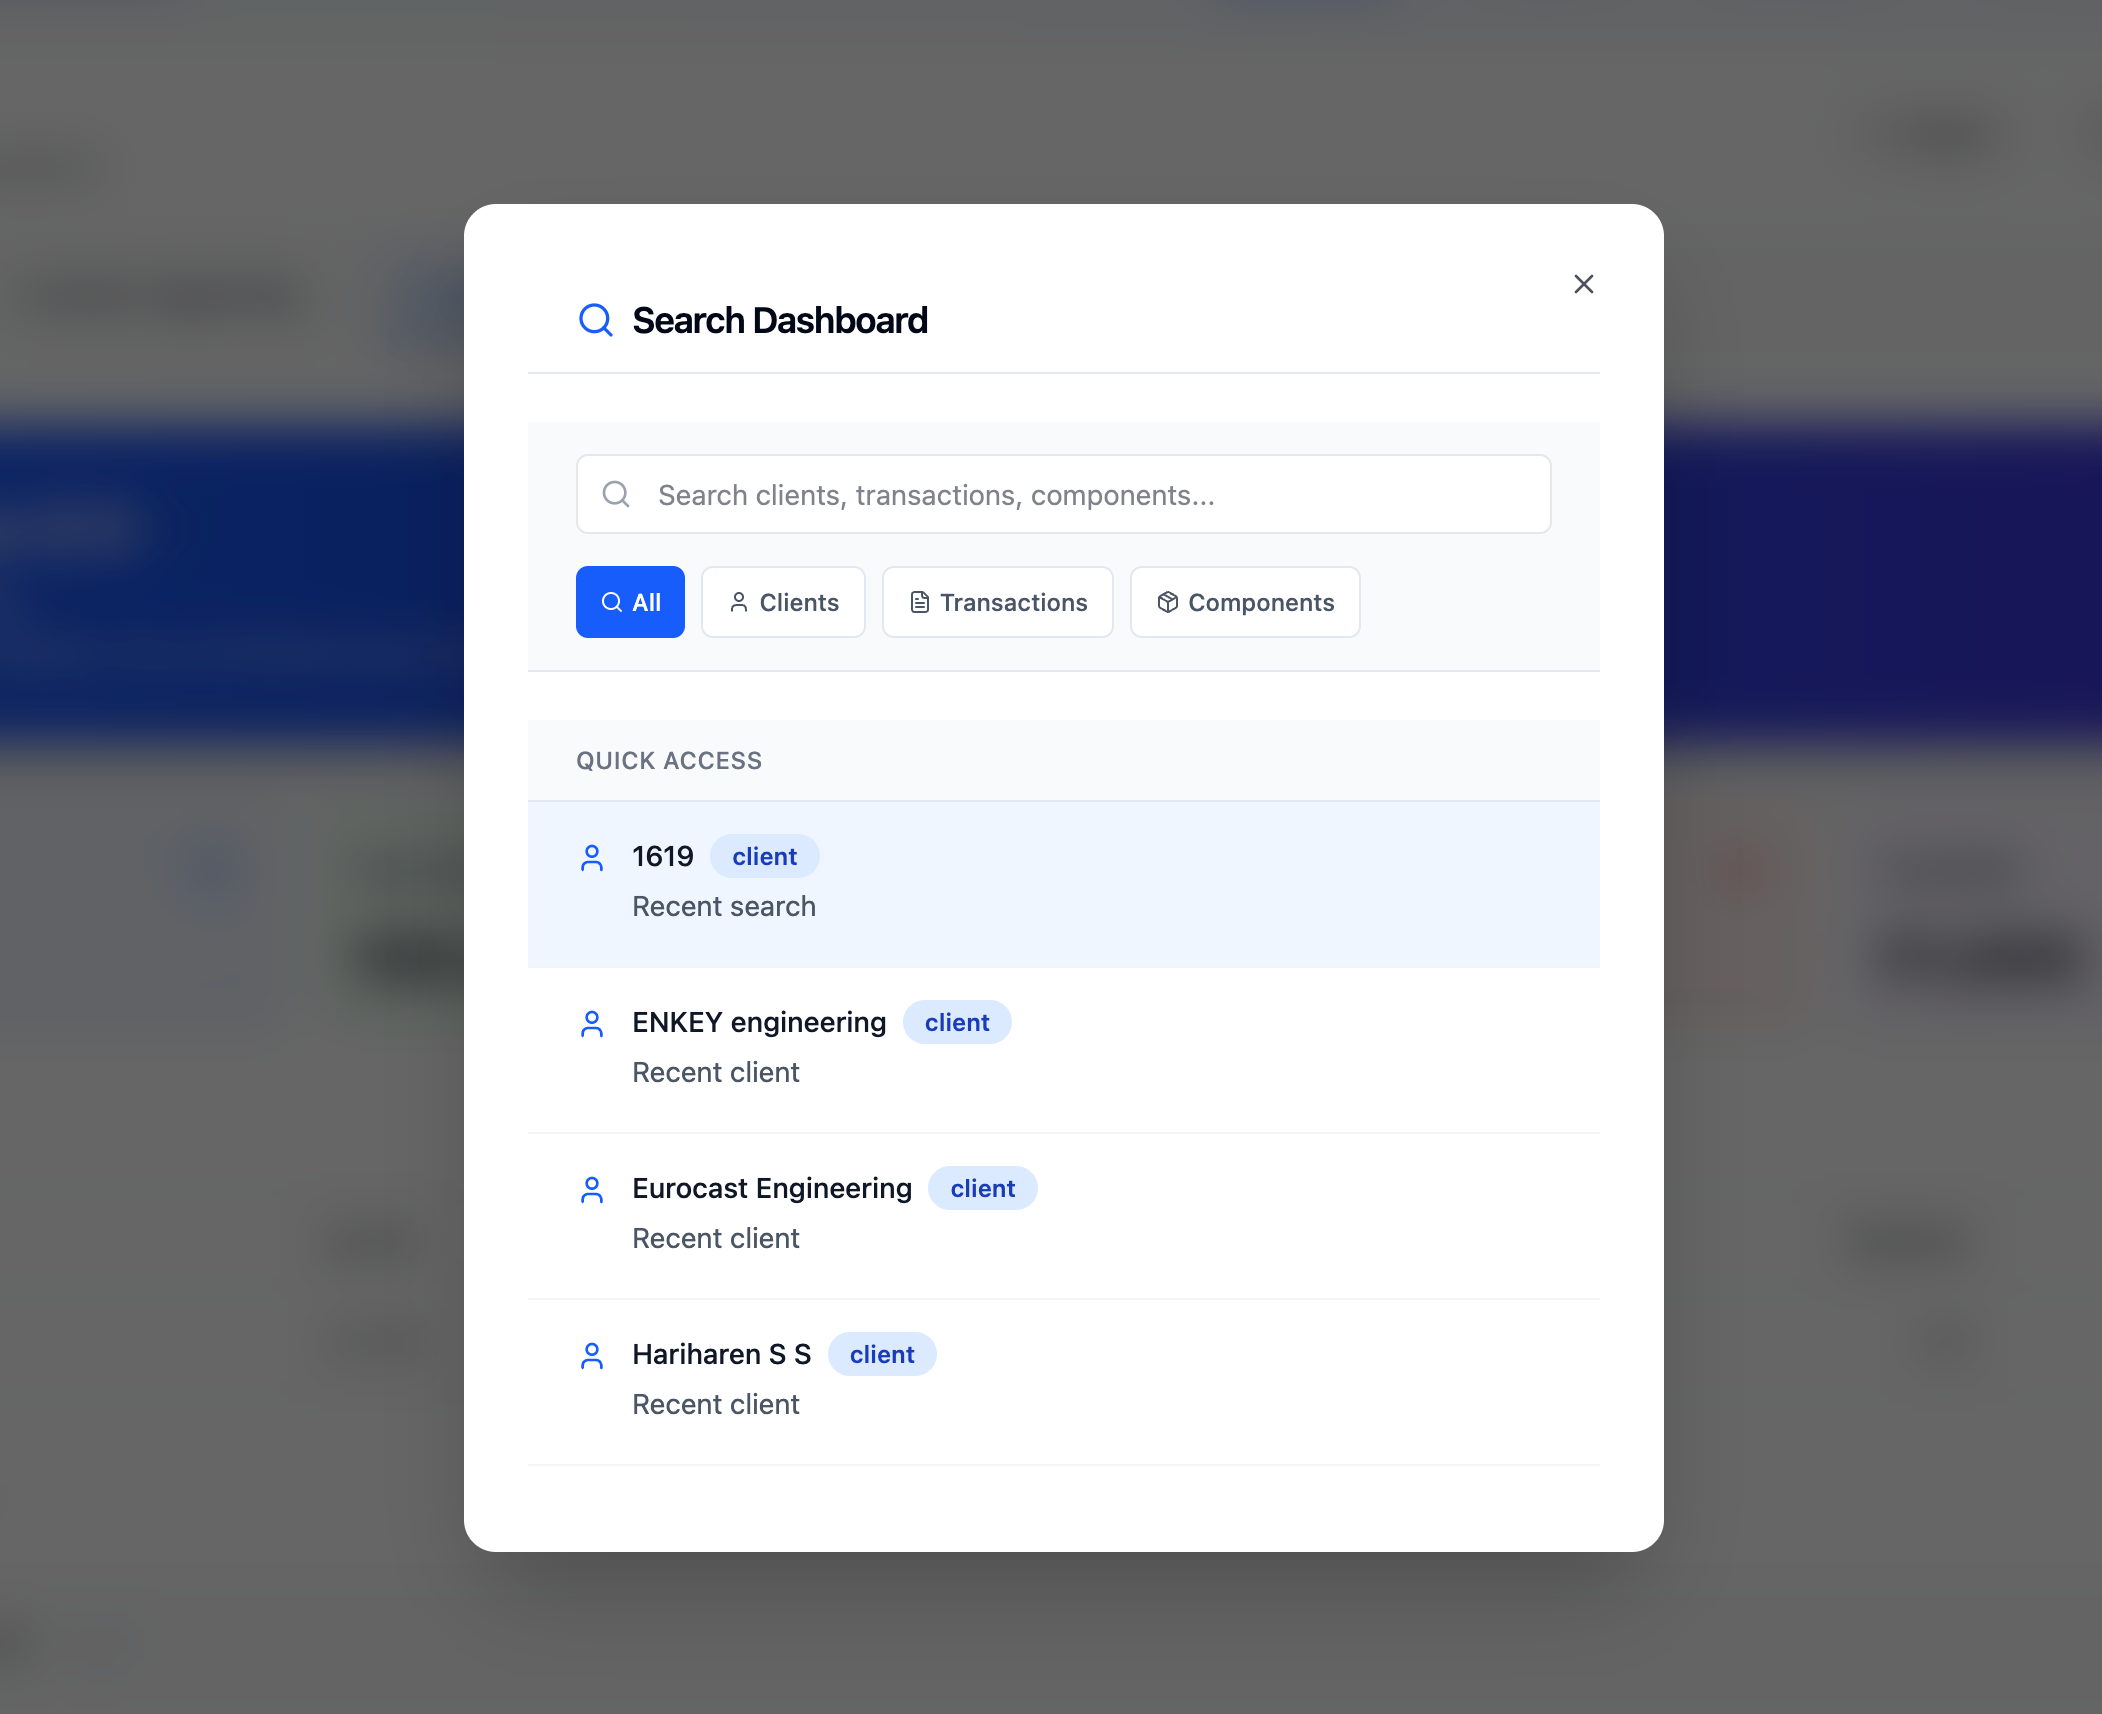 Search Dashboard
Search clients, transactions, components...
All
Clients
Transactions
Components
QUICK ACCESS
1619 client
Recent search
ENKEY engineering client
Recent client
Eurocast Engineering client
Recent client
Hariharen S S client
Recent client